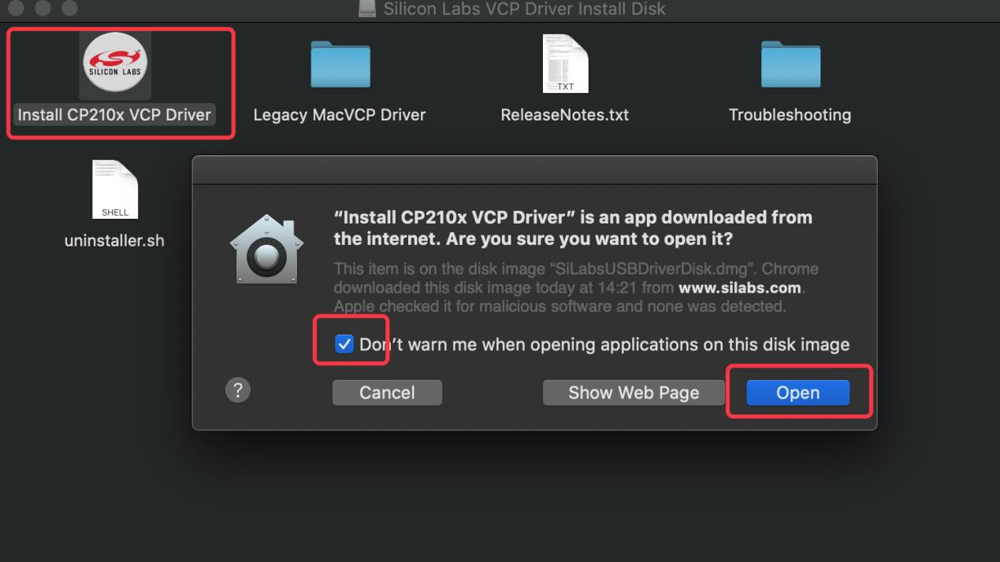 Silicon Labs VCP Driver Install Disk
SILICON LABS
TXT
Install CP210x VCP Driver
Legacy MacVCP Driver
ReleaseNotes.txt
Troubleshooting
SHELL
uninstaller.sh
“Install CP210x VCP Driver” is an app downloaded from
the internet. Are you sure you want to open it?
This item is on the disk image “SiLabsUSBDriverDisk.dmg”. Chrome
downloaded this disk image today at 14:21 from www.silabs.com.
Apple checked it for malicious software and none was detected.
Don’t warn me when opening applications on this disk image
?
Cancel
Show Web Page
Open